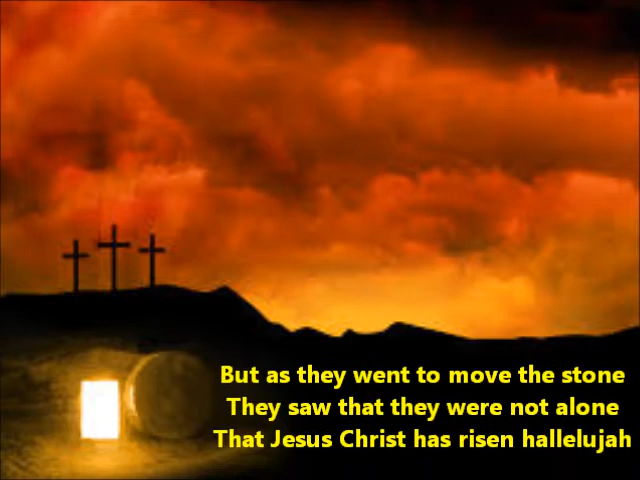 But as they went to move the stone
They saw that they were not alone
That Jesus Christ has risen hallelujah